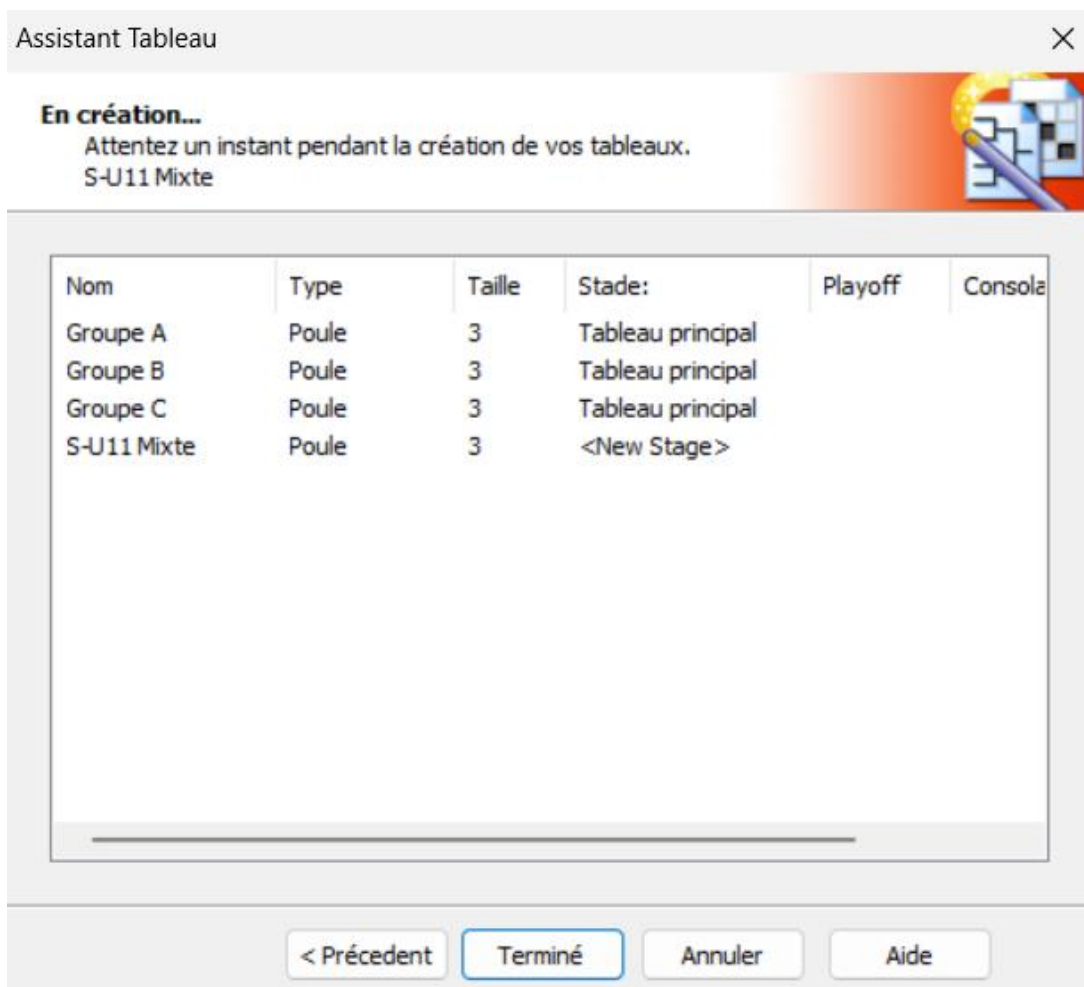 Assistant Tableau
En création...
Attentez un instant pendant la création de vos tableaux.
S-U11 Mixte
Nom Type Taille Stade: Playoff Consola
Groupe A Poule 3 Tableau principal
Groupe B Poule 3 Tableau principal
Groupe C Poule 3 Tableau principal
S-U11 Mixte Poule 3 <New Stage>
< Précedent Terminé Annuler Aide